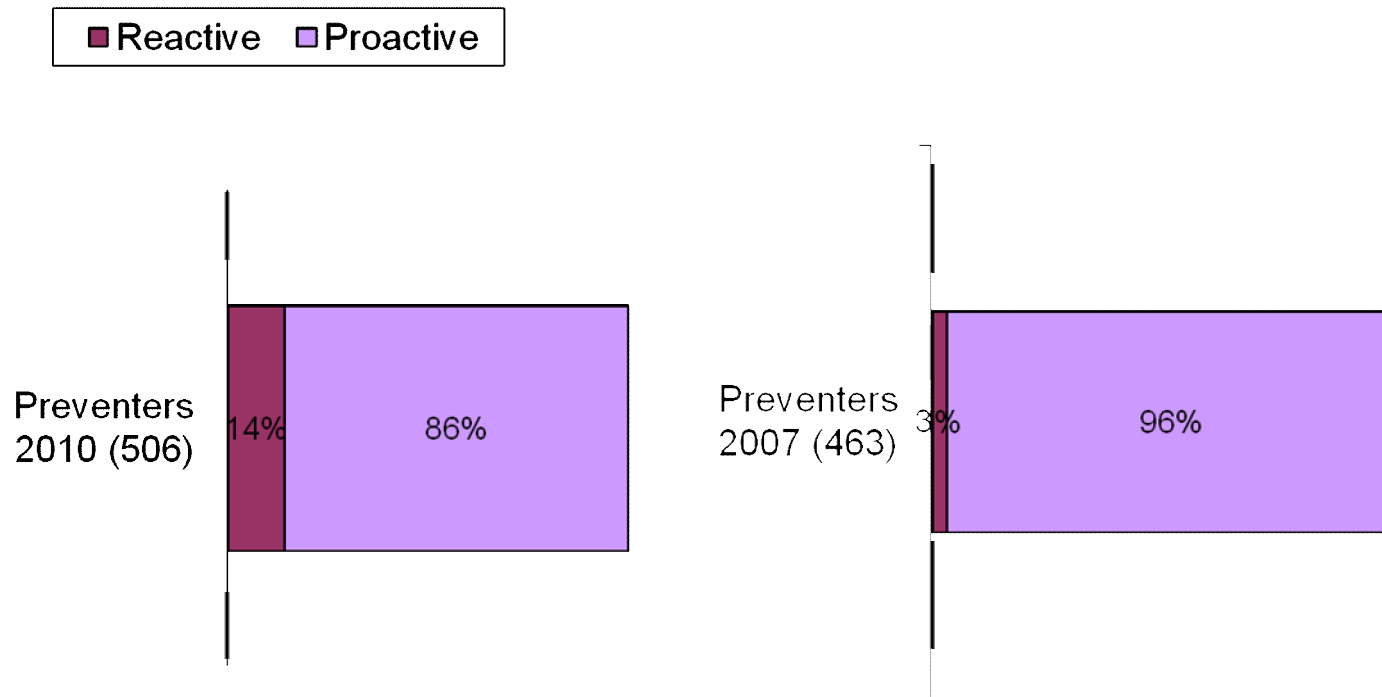 Reactive Proactive
Preventers
2010 (506)
14%
86%
Preventers
2007 (463)
3%
96%